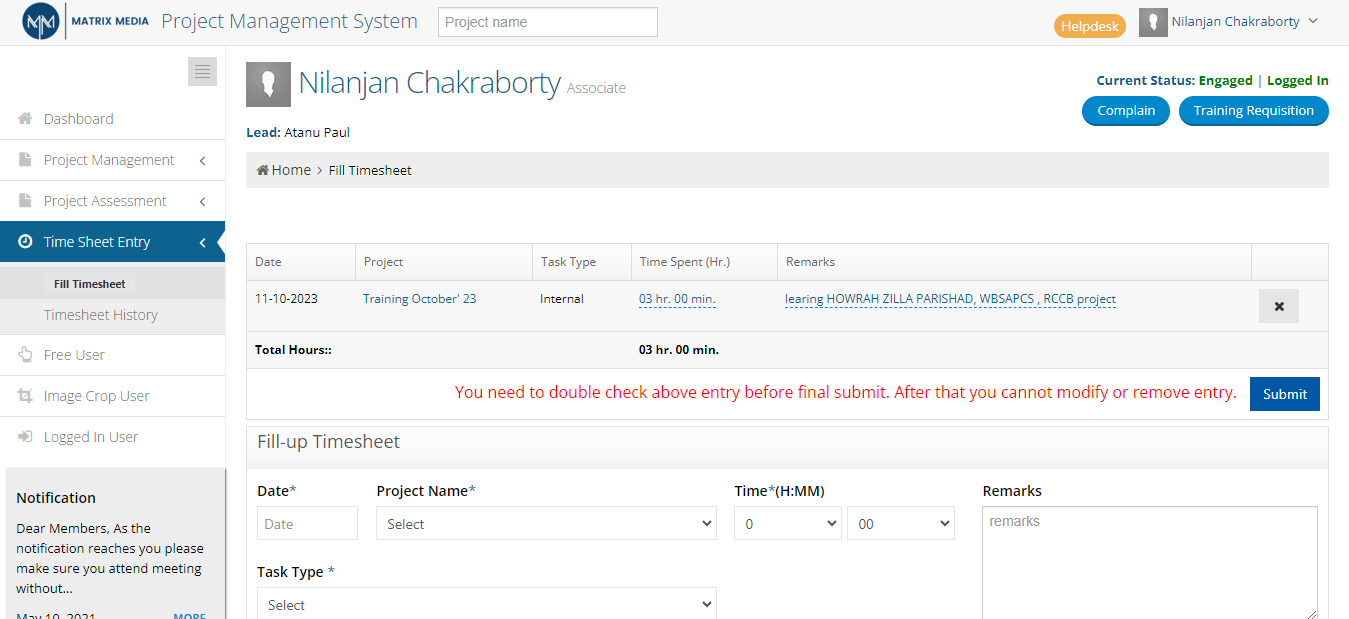 MATRIX MEDIA Project Management System Project name Helpdesk Nilanjan Chakraborty
Dashboard
Project Management
Project Assessment
Time Sheet Entry
Fill Timesheet
Timesheet History
Free User
Image Crop User
Logged In User
Notification
Dear Members, As the
notification reaches you please
make sure you attend meeting
without...
May 10, 2021 MORE
Nilanjan Chakraborty Associate
Current Status: Engaged | Logged In
Complain Training Requisition
Lead: Atanu Paul
Home > Fill Timesheet
Date Project Task Type Time Spent (Hr.) Remarks
11-10-2023 Training October' 23 Internal 03 hr. 00 min. learing HOWRAH ZILLA PARISHAD, WBSAPCS , RCCB project
Total Hours:: 03 hr. 00 min.
You need to double check above entry before final submit. After that you cannot modify or remove entry. Submit
Fill-up Timesheet
Date* Project Name* Time*(H:MM) Remarks
Date Select 0 00 remarks
Task Type *
Select